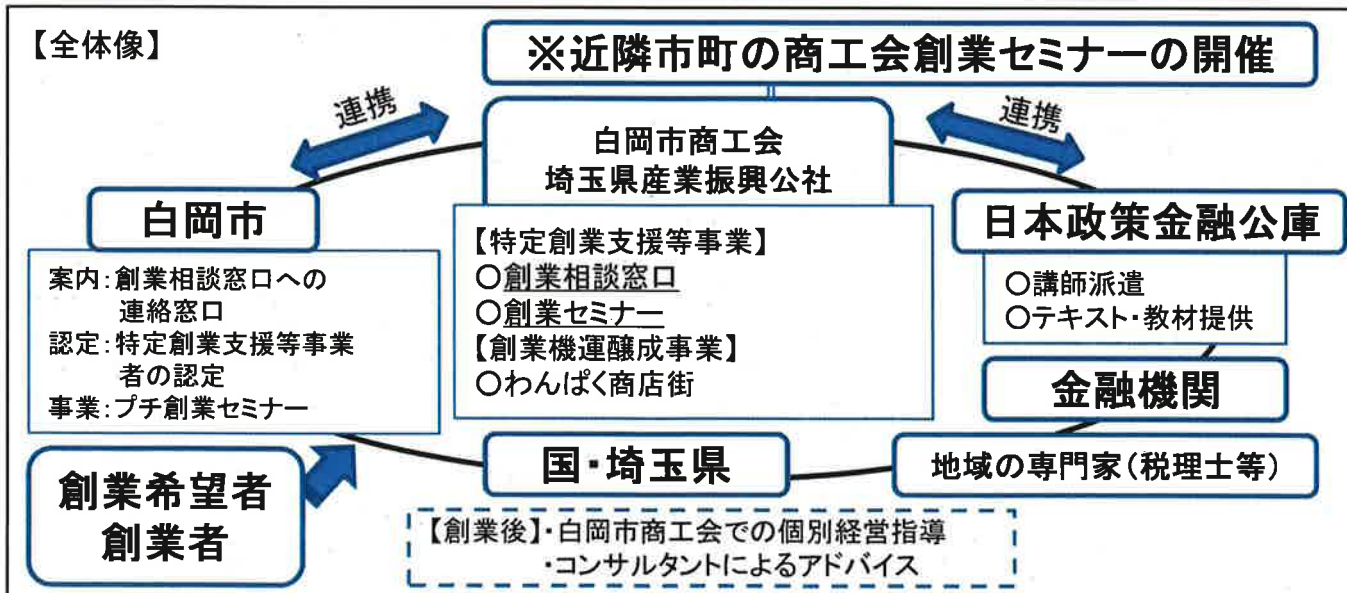 【全体像】
※近隣市町の商工会創業セミナーの開催
連携
連携
白岡市商工会
埼玉県産業振興公社
白岡市
案内：創業相談窓口への
連絡窓口
認定：特定創業支援等事業
者の認定
事業：プチ創業セミナー
【特定創業支援等事業】
○創業相談窓口
○創業セミナー
【創業機運醸成事業】
○わんぱく商店街
日本政策金融公庫
○講師派遣
○テキスト・教材提供
金融機関
地域の専門家（税理士等）
国・埼玉県
創業希望者
創業者
【創業後】・白岡市商工会での個別経営指導
・コンサルタントによるアドバイス